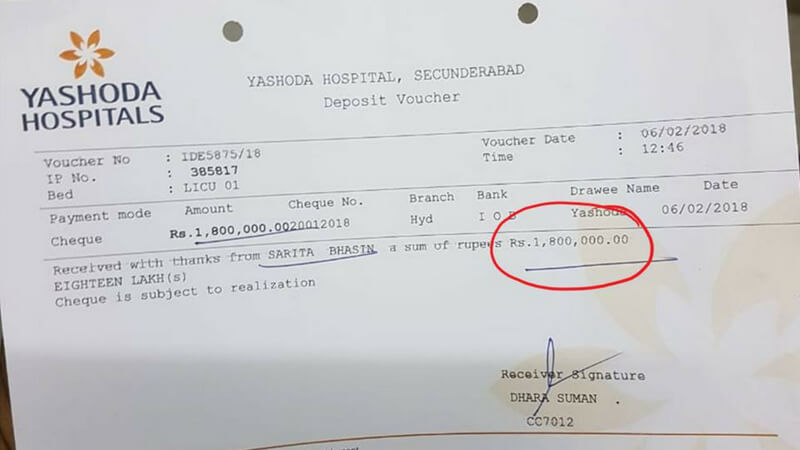 YASHODA
HOSPITALS
YASHODA HOSPITAL, SECUNDERABAD
Deposit Voucher
Voucher No : IDE5875/18
IP No. : 385817
Bed : LICU 01
Voucher Date : 06/02/2018
Time : 12:46
Payment mode Amount Cheque No. Branch Bank Drawee Name Date
Cheque Rs.1,800,000.0020012018 Hyd I O B Yashoda 06/02/2018
Received with thanks from SARITA BHASIN a sum of rupees Rs.1,800,000.00
EIGHTEEN LAKH(s)
Cheque is subject to realization
Receiver Signature
DHARA SUMAN .
CC7012